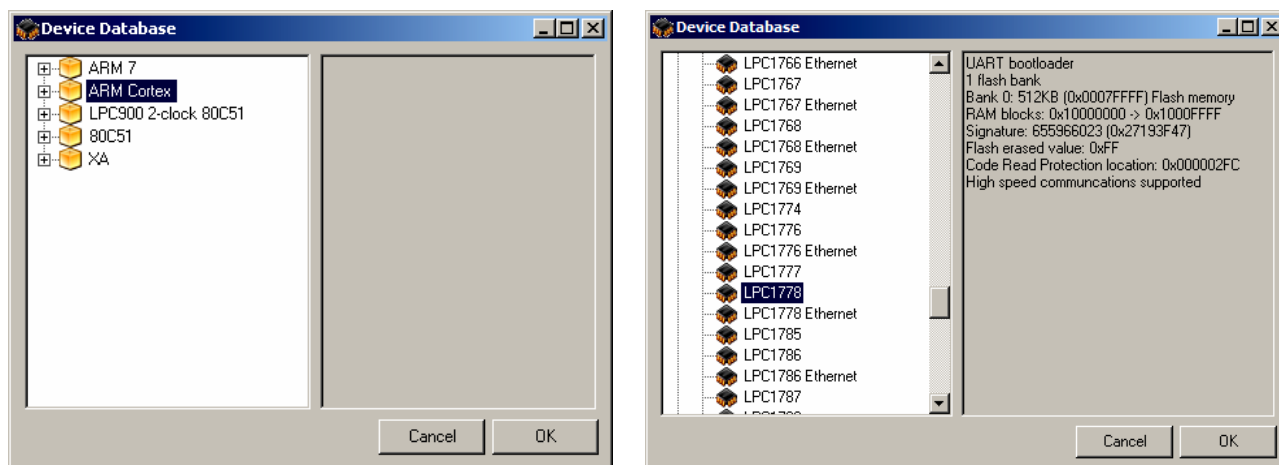 Device Database
ARM 7
ARM Cortex
LPC900 2-clock 80C51
80C51
XA
Cancel
OK
Device Database
LPC1766 Ethernet
LPC1767
LPC1767 Ethernet
LPC1768
LPC1768 Ethernet
LPC1769
LPC1769 Ethernet
LPC1774
LPC1776
LPC1776 Ethernet
LPC1777
LPC1778
LPC1778 Ethernet
LPC1785
LPC1786
LPC1786 Ethernet
LPC1787
UART bootloader
1 flash bank
Bank 0: 512KB (0x0007FFFF) Flash memory
RAM blocks: 0x10000000 -> 0x1000FFFF
Signature: 655966023 (0x27193F47)
Flash erased value: 0xFF
Code Read Protection location: 0x000002FC
High speed communcations supported
Cancel
OK